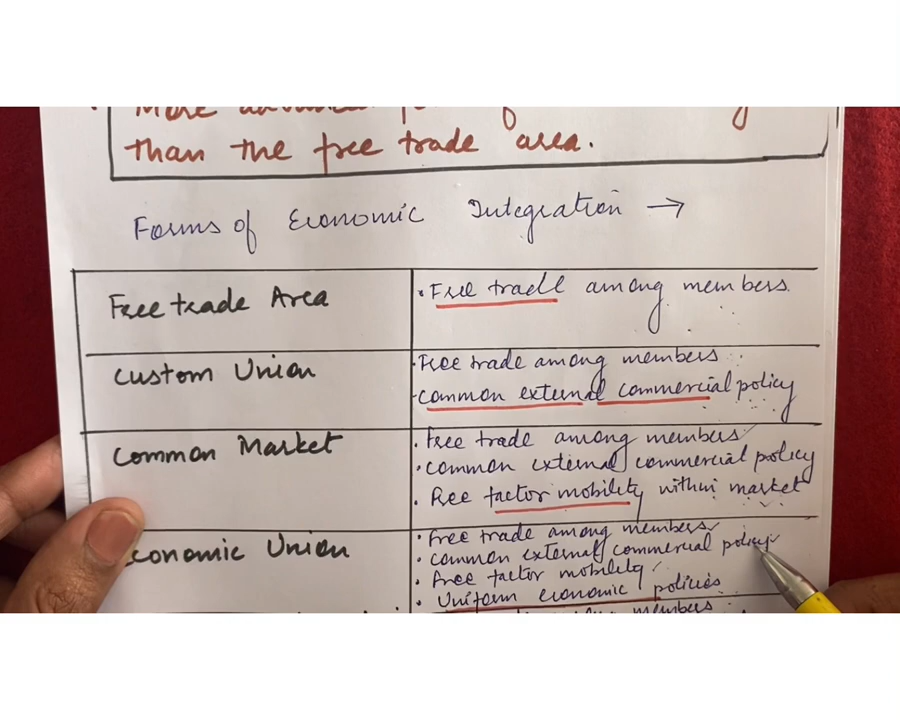 More
than the free trade area.
Forms of Economic Integration →
Free trade Area
• Free trade among members.
Custom Union
• Free trade among members
- common external commercial policy
Common Market
• Free trade among members
• common external commercial policy
• Free factor mobility within market
conomic Union
• Free trade among members
• common external commercial policy
• free factor mobility
• Uniform economic policies
members